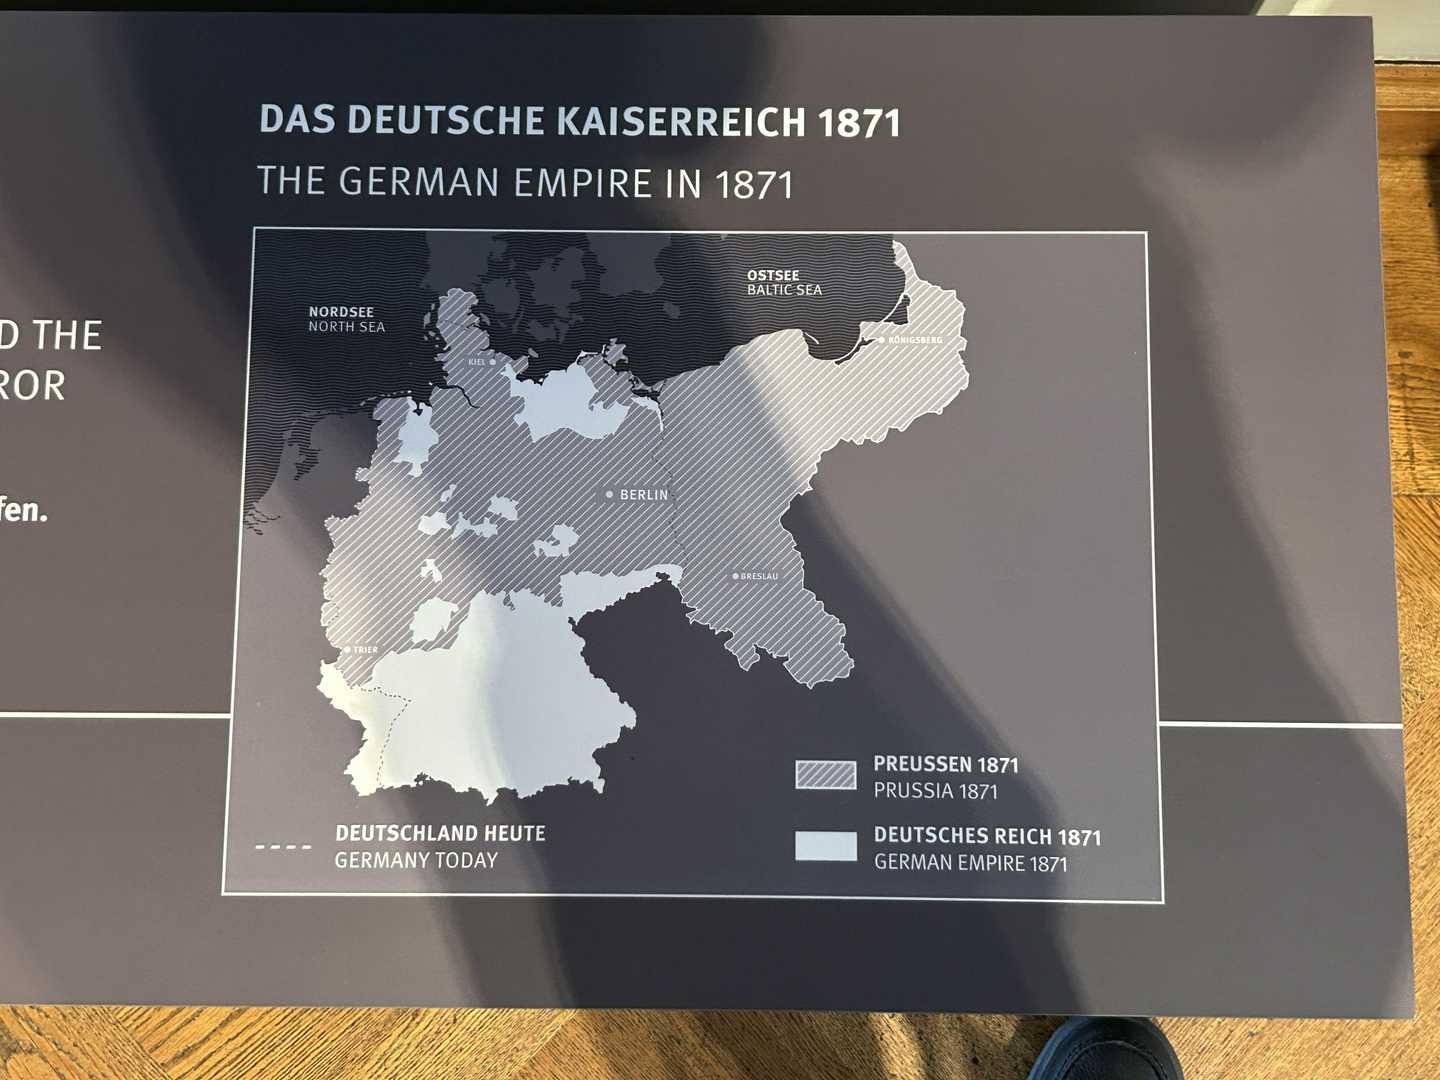 DAS DEUTSCHE KAISERREICH 1871
THE GERMAN EMPIRE IN 1871
D THE
ROR
fen.
NORDSEE
NORTH SEA
OSTSEE
BALTIC SEA
KÖNIGSBERG
KIEL
BERLIN
BRESLAU
TRIER
DEUTSCHLAND HEUTE
GERMANY TODAY
PREUSSEN 1871
PRUSSIA 1871
DEUTSCHES REICH 1871
GERMAN EMPIRE 1871